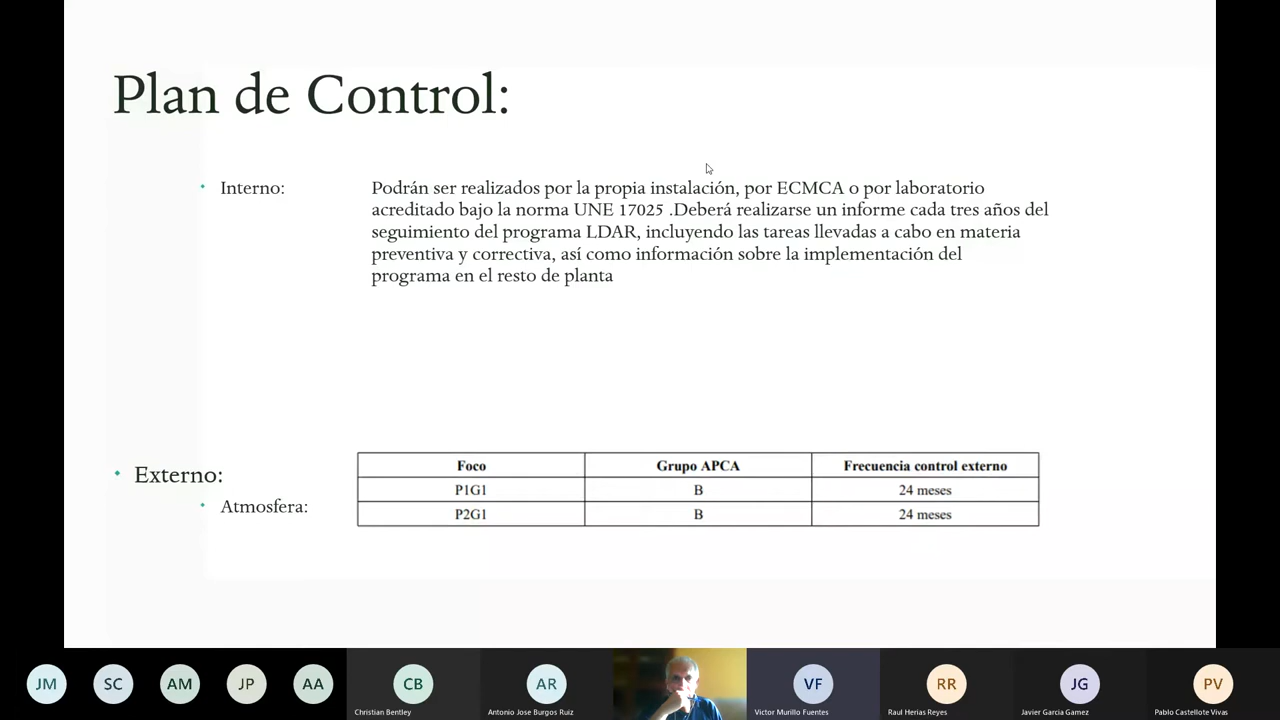 Plan de Control:
Interno:
Podrán ser realizados por la propia instalación, por ECMCA o por laboratorio
acreditado bajo la norma UNE 17025 .Deberá realizarse un informe cada tres años del
seguimiento del programa LDAR, incluyendo las tareas llevadas a cabo en materia
preventiva y correctiva, así como información sobre la implementación del
programa en el resto de planta
Externo:
Atmosfera:
Foco Grupo APCA Frecuencia control externo
P1G1 B 24 meses
P2G1 B 24 meses
JM SC AM JP AA CB AR VF RR JG PV
Christian Bentley Antonio Jose Burgos Ruiz Victor Murillo Fuentes Raul Herias Reyes Javier Garcia Gamez Pablo Castellote Vivas